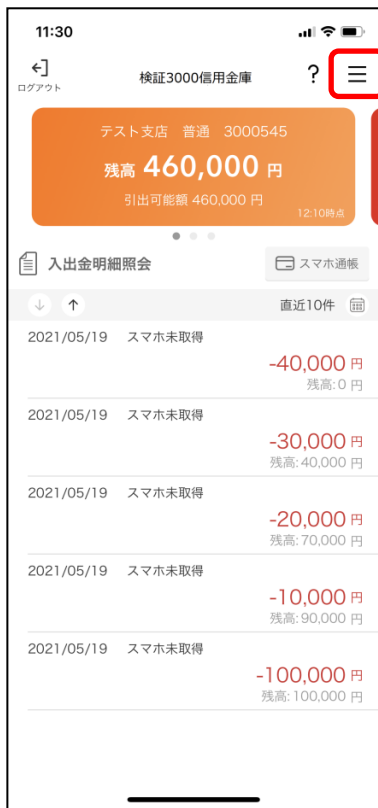 11:30
ログアウト
検証3000信用金庫
?
テスト支店 普通 3000545
残高 460,000 円
引出可能額 460,000 円
12:10時点
入出金明細照会
スマホ通帳
↓ ↑
直近10件
2021/05/19 スマホ未取得
-40,000 円
残高:0 円
2021/05/19 スマホ未取得
-30,000 円
残高:40,000 円
2021/05/19 スマホ未取得
-20,000 円
残高:70,000 円
2021/05/19 スマホ未取得
-10,000 円
残高:90,000 円
2021/05/19 スマホ未取得
-100,000 円
残高:100,000 円